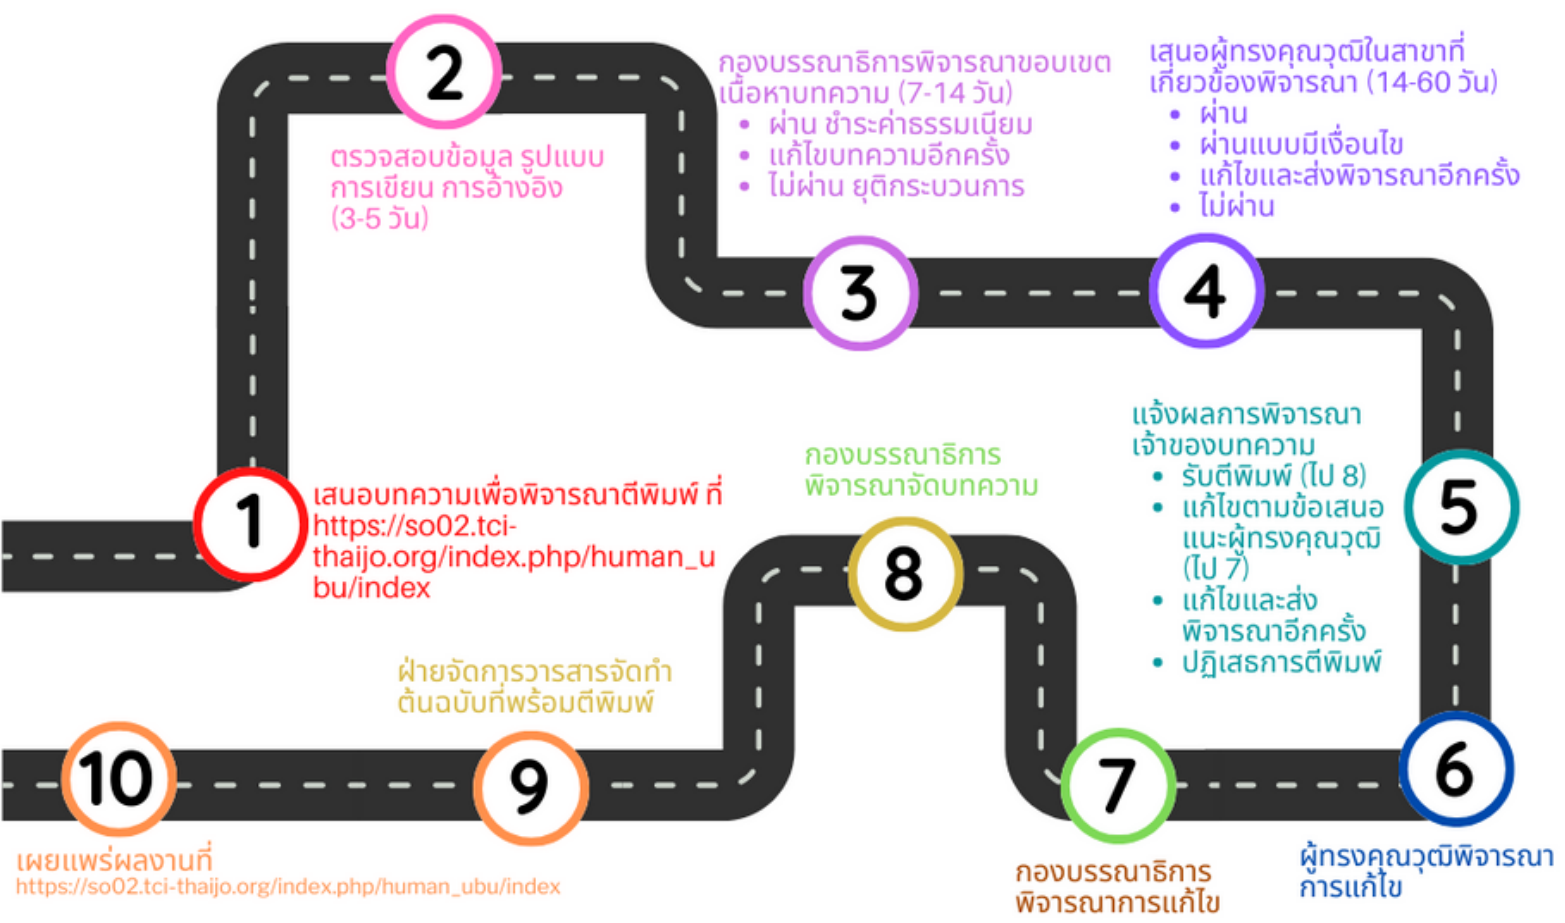 1
เสนอบทความเพื่อพิจารณาตีพิมพ์ ที่
https://so02.tci-
thaijo.org/index.php/human_u
bu/index
2
ตรวจสอบข้อมูล รูปแบบ
การเขียน การอ้างอิง
(3-5 วัน)
กองบรรณาธิการพิจารณาขอบเขต
เนื้อหาบทความ (7-14 วัน)
• ผ่าน ชำระค่าธรรมเนียม
• แก้ไขบทความอีกครั้ง
• ไม่ผ่าน ยุติกระบวนการ
3
เสนอผู้ทรงคุณวุฒิในสาขาที่
เกี่ยวข้องพิจารณา (14-60 วัน)
• ผ่าน
• ผ่านแบบมีเงื่อนไข
• แก้ไขและส่งพิจารณาอีกครั้ง
• ไม่ผ่าน
4
แจ้งผลการพิจารณา
เจ้าของบทความ
• รับตีพิมพ์ (ไป 8)
• แก้ไขตามข้อเสนอ
แนะผู้ทรงคุณวุฒิ
(ไป 7)
• แก้ไขและส่ง
พิจารณาอีกครั้ง
• ปฏิเสธการตีพิมพ์
5
6
ผู้ทรงคุณวุฒิพิจารณา
การแก้ไข
7
กองบรรณาธิการ
พิจารณาการแก้ไข
กองบรรณาธิการ
พิจารณาจัดบทความ
8
ฝ่ายจัดการวารสารจัดทำ
ต้นฉบับที่พร้อมตีพิมพ์
9
10
เผยแพร่ผลงานที่
https://so02.tci-thaijo.org/index.php/human_ubu/index